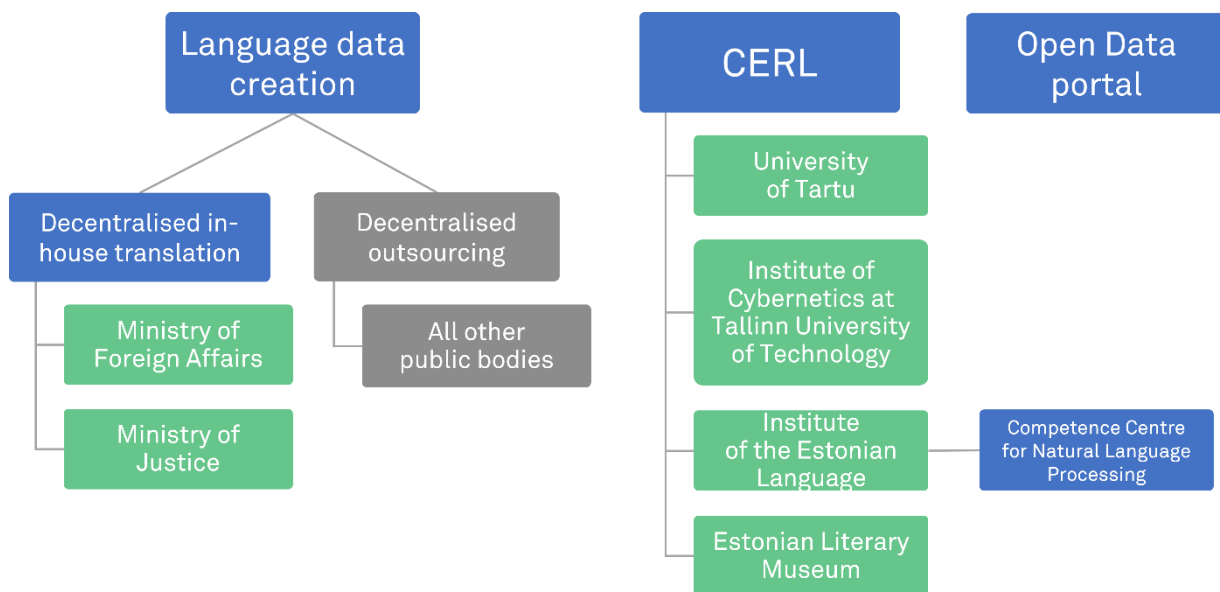 Language data
creation
Decentralised in-
house translation
Ministry of
Foreign Affairs
Ministry of
Justice
Decentralised
outsourcing
All other
public bodies
CERL
University
of Tartu
Institute of
Cybernetics at
Tallinn University
of Technology
Institute
of the Estonian
Language
Competence Centre
for Natural Language
Processing
Estonian Literary
Museum
Open Data
portal